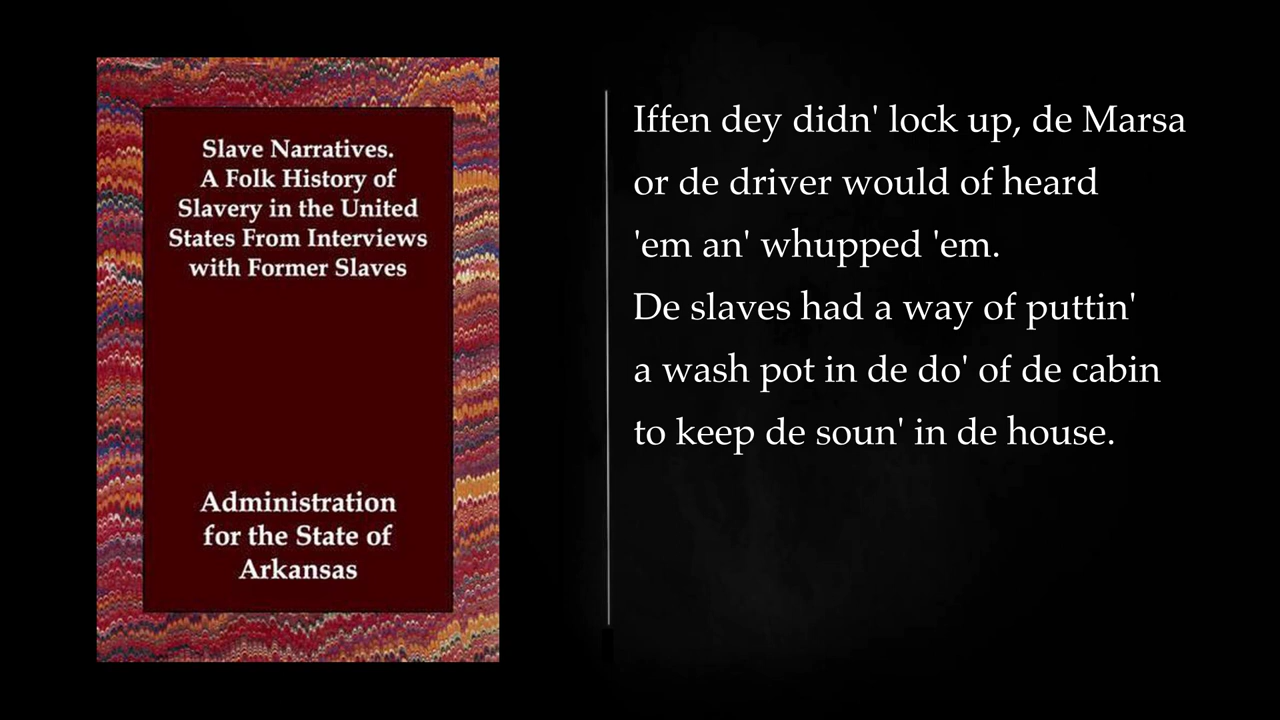 Slave Narratives.
A Folk History of
Slavery in the United
States From Interviews
with Former Slaves
Administration
for the State of
Arkansas
Iffen dey didn' lock up, de Marsa
or de driver would of heard
'em an' whupped 'em.
De slaves had a way of puttin'
a wash pot in de do' of de cabin
to keep de soun' in de house.